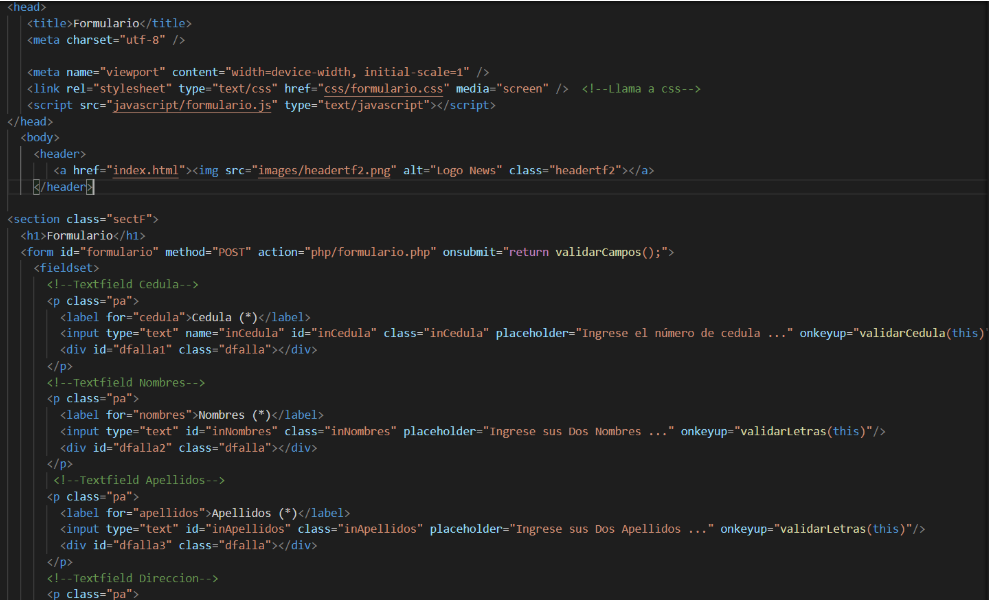 <head>
<title>Formulario</title>
<meta charset="utf-8" />
<meta name="viewport" content="width=device-width, initial-scale=1" />
<link rel="stylesheet" type="text/css" href="css/formulario.css" media="screen" /> <!--Llama a css-->
<script src="javascript/formulario.js" type="text/javascript"></script>
</head>
<body>
<header>
<a href="index.html"><img src="images/headertf2.png" alt="Logo News" class="headertf2"></a>
</header>
<section class="sectF">
<h1>Formulario</h1>
<form id="formulario" method="POST" action="php/formulario.php" onsubmit="return validarCampos();">
<fieldset>
<!--Textfield Cedula-->
<p class="pa">
<label for="cedula">Cedula (*)</label>
<input type="text" name="inCedula" id="inCedula" class="inCedula" placeholder="Ingrese el número de cedula ..." onkeyup="validarCedula(this)"
<div id="dfalla1" class="dfalla"></div>
</p>
<!--Textfield Nombres-->
<p class="pa">
<label for="nombres">Nombres (*)</label>
<input type="text" id="inNombres" class="inNombres" placeholder="Ingrese sus Dos Nombres ..." onkeyup="validarLetras(this)"/>
<div id="dfalla2" class="dfalla"></div>
</p>
<!--Textfield Apellidos-->
<p class="pa">
<label for="apellidos">Apellidos (*)</label>
<input type="text" id="inApellidos" class="inApellidos" placeholder="Ingrese sus Dos Apellidos ..." onkeyup="validarLetras(this)"/>
<div id="dfalla3" class="dfalla"></div>
</p>
<!--Textfield Direccion-->
<p class="pa">